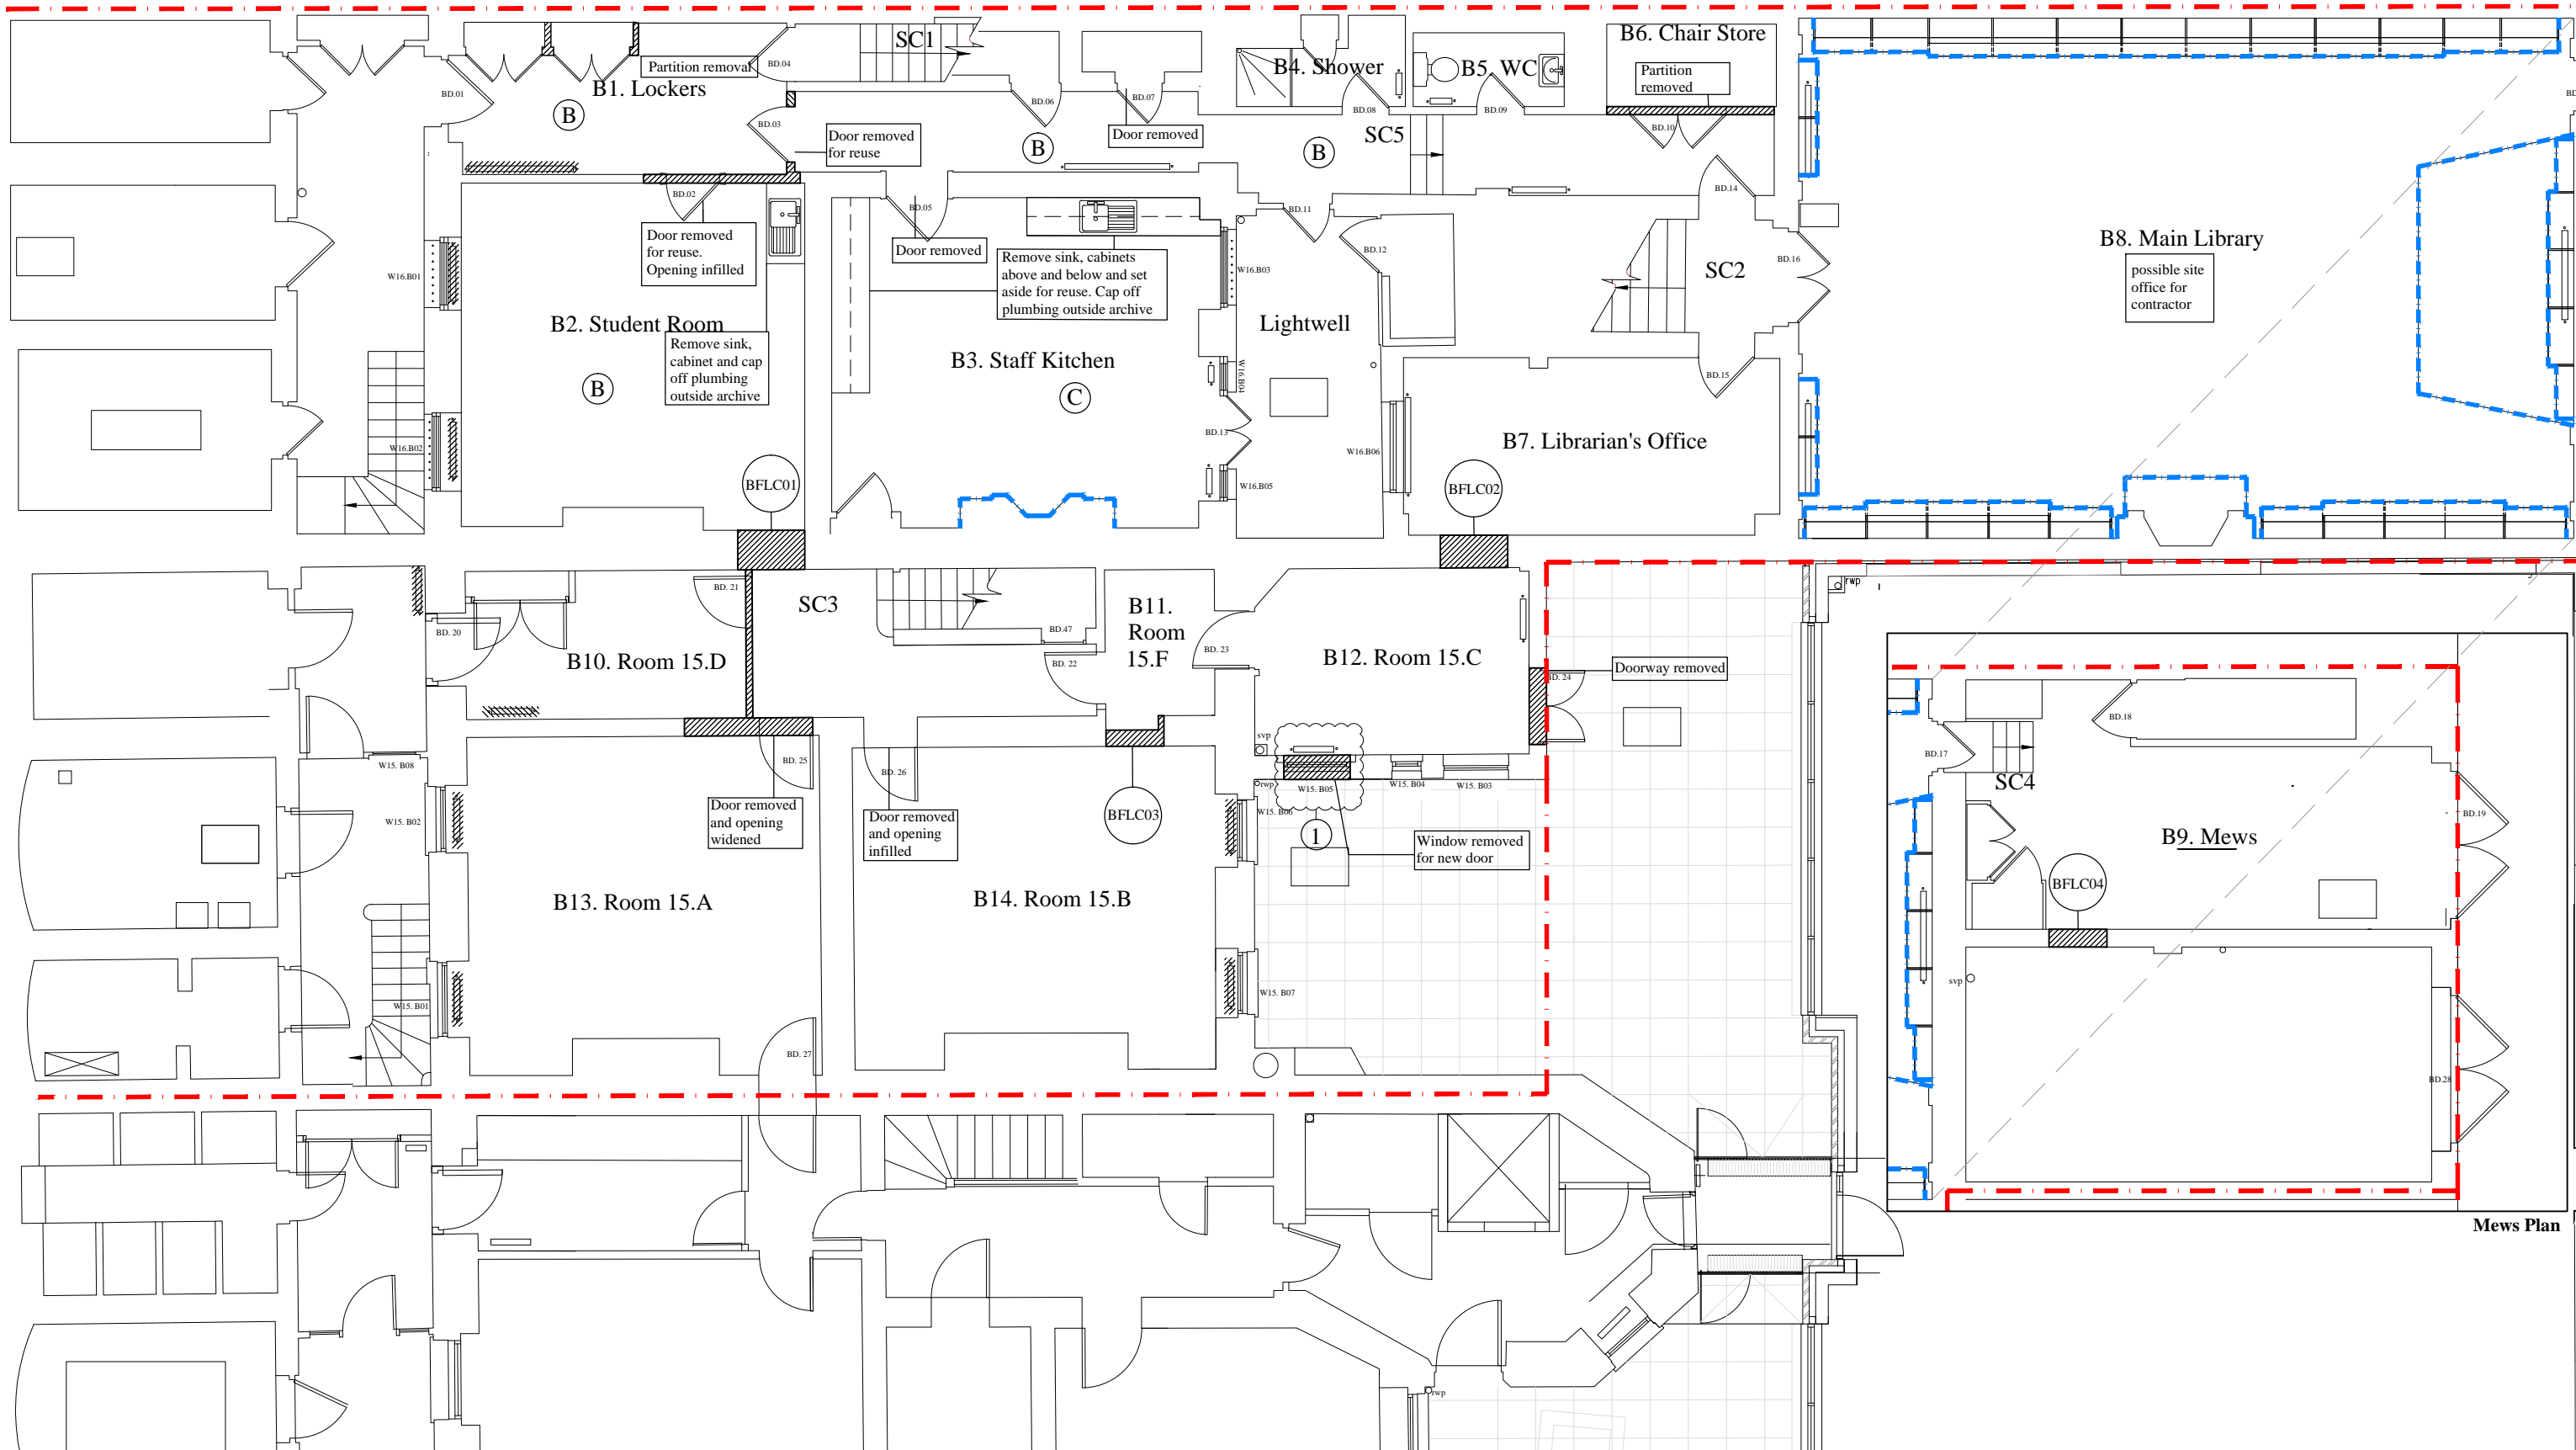 SC1
B6. Chair Store
Partition removal
BD.04
B4. Shower
B5. WC
Partition
removed
B1. Lockers
BD.01
B
BD.03
BD.06
BD.07
BD.08
BD.09
BD.10
Door removed
for reuse
Door removed
B
B
SC5
BD.02
BD.05
BD.11
BD.14
Door removed
for reuse.
Opening infilled
Door removed
Remove sink, cabinets
above and below and set
aside for reuse. Cap off
plumbing outside archive
BD.12
BD.16
SC2
B8. Main Library
possible site
office for
contractor
W16.B01
W16.B03
B2. Student Room
Lightwell
Remove sink,
cabinet and cap
off plumbing
outside archive
B3. Staff Kitchen
W16.B04
BD.15
B
C
BD.13
B7. Librarian's Office
W16.B02
W16.B06
BFLC01
W16.B05
BFLC02
rwp
BD. 21
SC3
B11.
Room
15.F
BD. 20
BD.47
BD. 23
B10. Room 15.D
BD. 22
B12. Room 15.C
Doorway removed
BD. 24
BD.18
svp
BD.17
W15. B08
BD. 25
BD. 26
SC4
rwp
W15. B05
W15. B04
W15. B03
Door removed
and opening
widened
Door removed
and opening
infilled
BFLC03
W15. B06
W15. B02
1
Window removed
for new door
BD.19
B9. Mews
BFLC04
B13. Room 15.A
B14. Room 15.B
svp
W15. B01
W15. B07
BD. 27
BD.28
Mews Plan
rwp